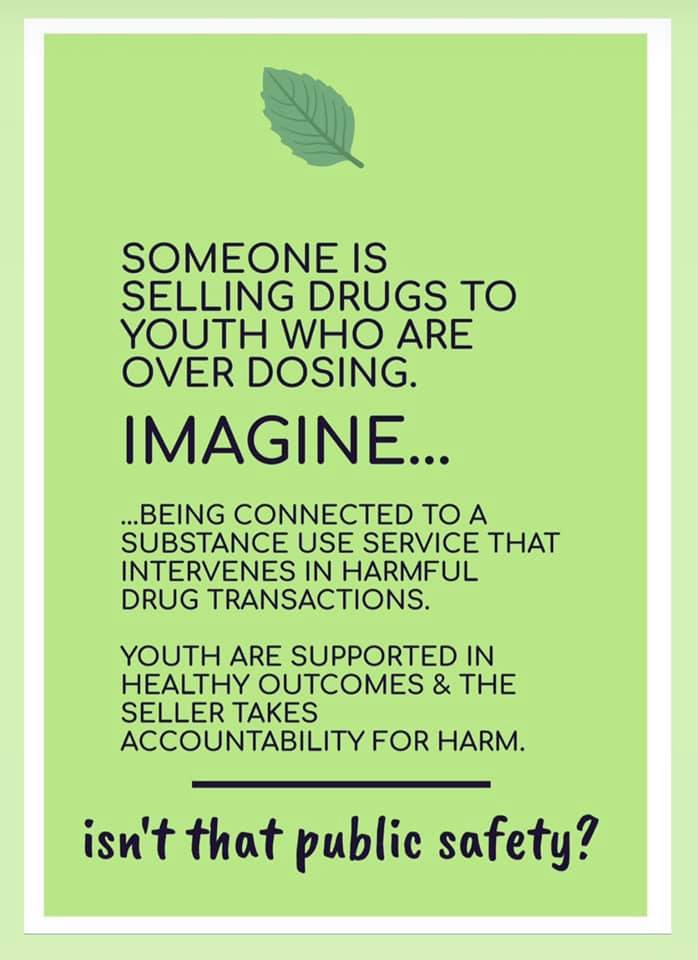 SOMEONE IS
SELLING DRUGS TO
YOUTH WHO ARE
OVER DOSING.
IMAGINE...
...BEING CONNECTED TO A
SUBSTANCE USE SERVICE THAT
INTERVENES IN HARMFUL
DRUG TRANSACTIONS.
YOUTH ARE SUPPORTED IN
HEALTHY OUTCOMES & THE
SELLER TAKES
ACCOUNTABILITY FOR HARM.
isn't that public safety?